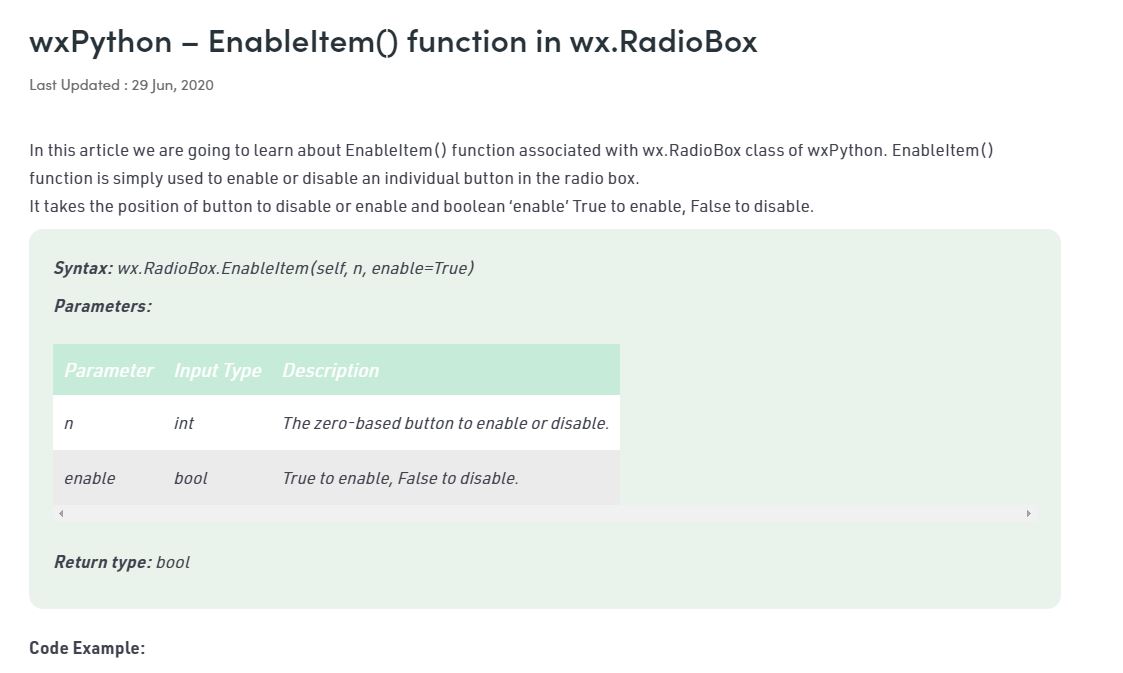 wxPython – EnableItem() function in wx.RadioBox
Last Updated : 29 Jun, 2020
In this article we are going to learn about EnableItem() function associated with wx.RadioBox class of wxPython. EnableItem()
function is simply used to enable or disable an individual button in the radio box.
It takes the position of button to disable or enable and boolean ‘enable’ True to enable, False to disable.
Syntax: wx.RadioBox.EnableItem(self, n, enable=True)
Parameters:
Parameter Input Type Description
n int The zero-based button to enable or disable.
enable bool True to enable, False to disable.
Return type: bool
Code Example: